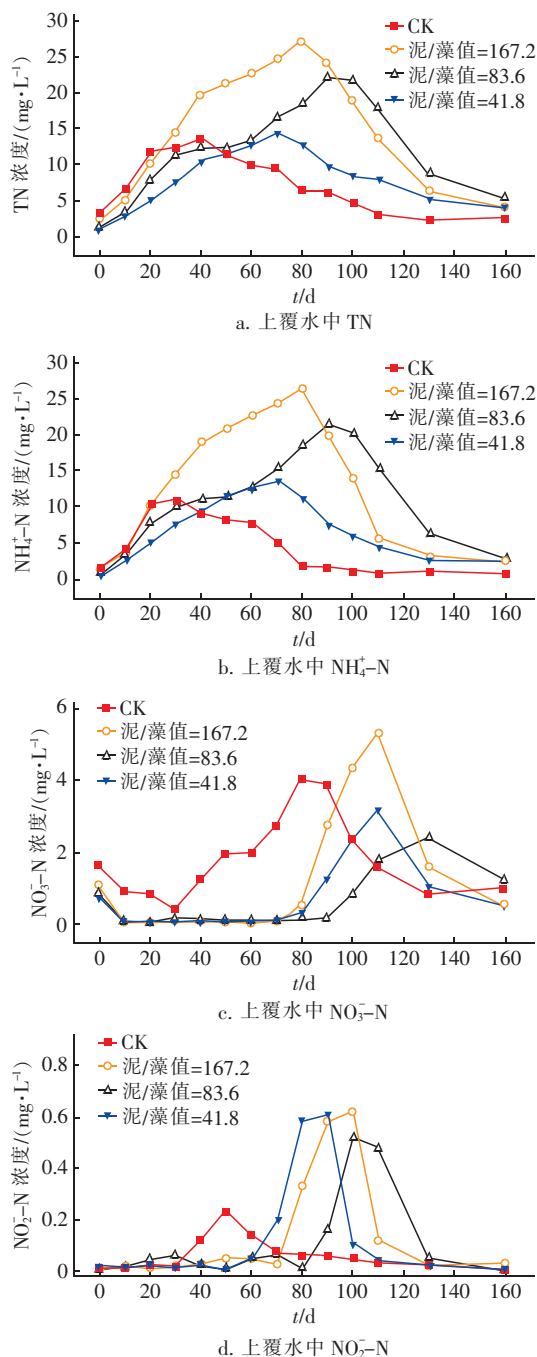 30
25
20
15
10
5
0
TN 浓度/(mg·L⁻¹)
CK
泥/藻值=167.2
泥/藻值=83.6
泥/藻值=41.8
0 20 40 60 80 100 120 140 160
t/d
a. 上覆水中 TN
30
25
20
15
10
5
0
NH₄⁺-N 浓度/(mg·L⁻¹)
CK
泥/藻值=167.2
泥/藻值=83.6
泥/藻值=41.8
0 20 40 60 80 100 120 140 160
t/d
b. 上覆水中 NH₄⁺-N
6
4
2
0
NO₃⁻-N 浓度/(mg·L⁻¹)
CK
泥/藻值=167.2
泥/藻值=83.6
泥/藻值=41.8
0 20 40 60 80 100 120 140 160
t/d
c. 上覆水中 NO₃⁻-N
0.8
0.6
0.4
0.2
0
NO₂⁻-N 浓度/(mg·L⁻¹)
CK
泥/藻值=167.2
泥/藻值=83.6
泥/藻值=41.8
0 20 40 60 80 100 120 140 160
t/d
d. 上覆水中 NO₂⁻-N